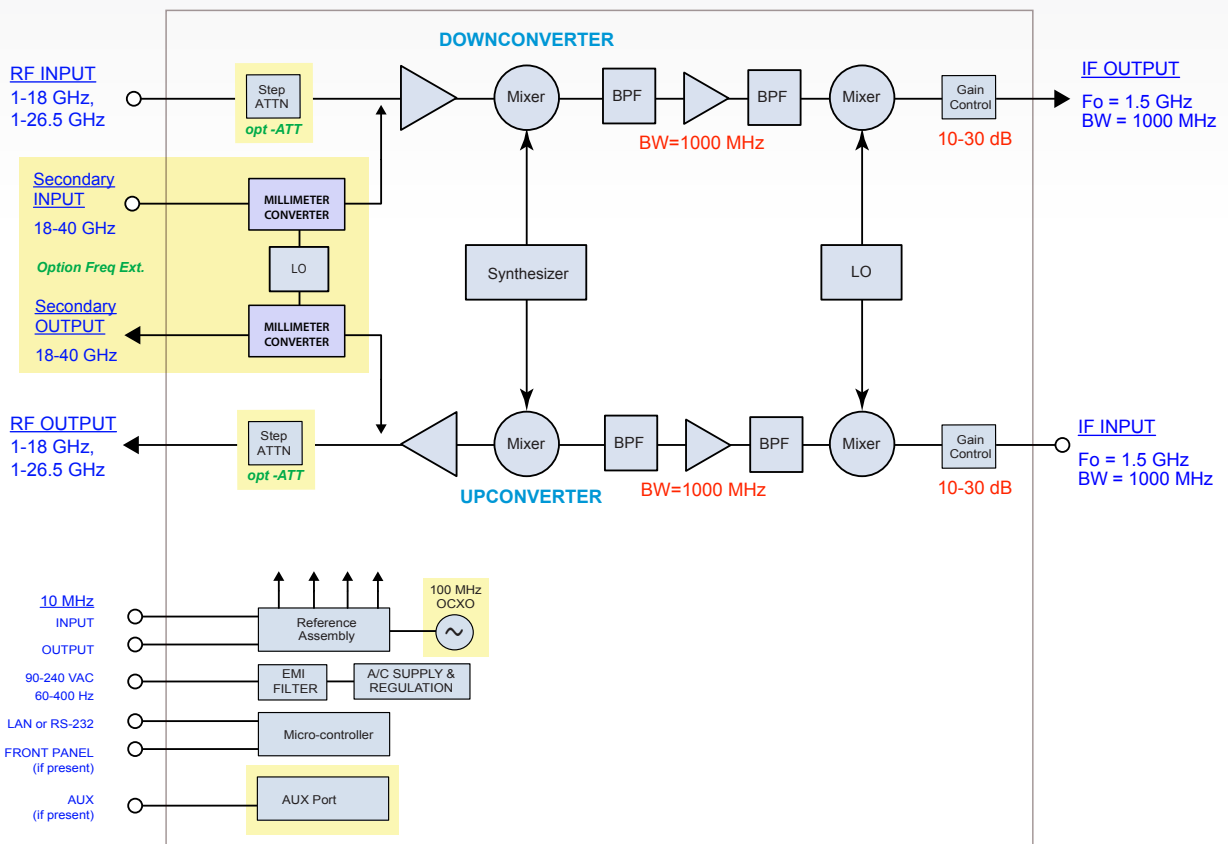 DOWNCONVERTER
RF INPUT
1-18 GHz,
1-26.5 GHz
Step
ATTN
opt -ATT
Mixer
BPF
BPF
BW=1000 MHz
Mixer
Gain
Control
10-30 dB
IF OUTPUT
Fo = 1.5 GHz
BW = 1000 MHz
Secondary
INPUT
18-40 GHz
MILLIMETER
CONVERTER
Option Freq Ext.
LO
Synthesizer
LO
Secondary
OUTPUT
18-40 GHz
MILLIMETER
CONVERTER
RF OUTPUT
1-18 GHz,
1-26.5 GHz
Step
ATTN
opt -ATT
Mixer
UPCONVERTER
BPF
BPF
BW=1000 MHz
Mixer
Gain
Control
10-30 dB
IF INPUT
Fo = 1.5 GHz
BW = 1000 MHz
10 MHz
INPUT
OUTPUT
Reference
Assembly
100 MHz
OCXO
~
90-240 VAC
60-400 Hz
EMI
FILTER
A/C SUPPLY &
REGULATION
LAN or RS-232
FRONT PANEL
(if present)
Micro-controller
AUX
(if present)
AUX Port